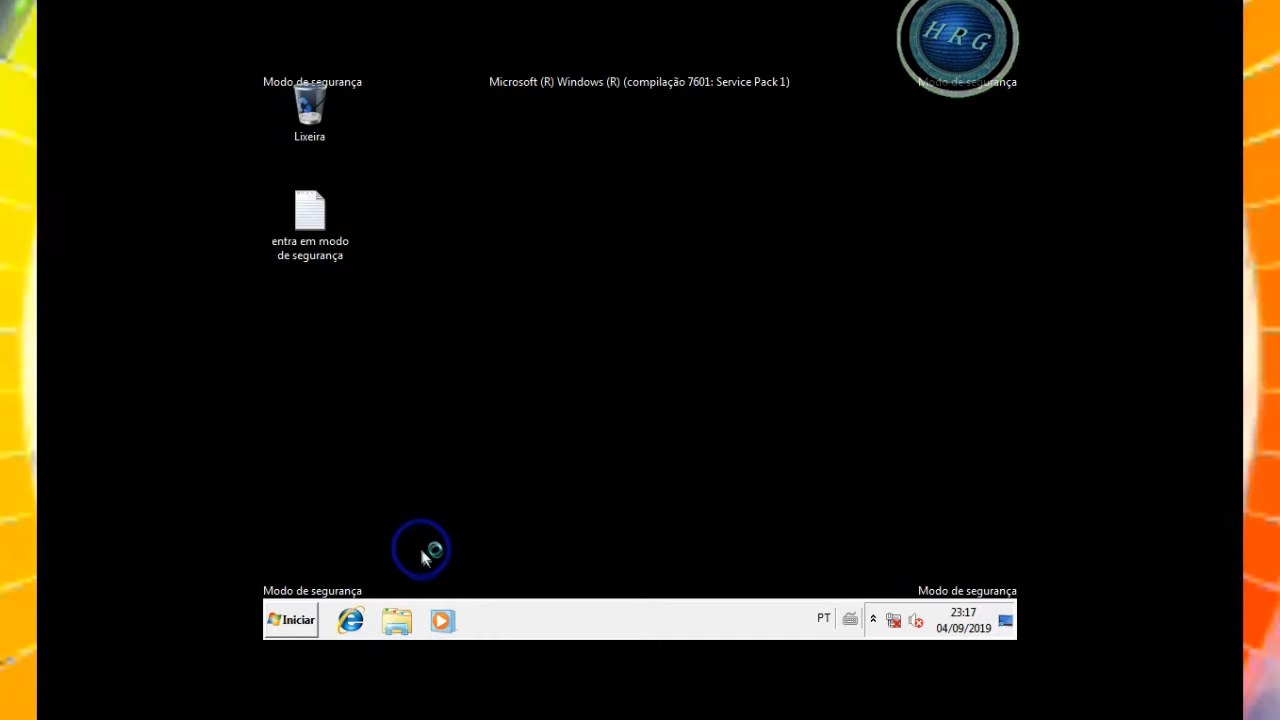 HRG
Modo de segurança
Microsoft (R) Windows (R) (compilação 7601: Service Pack 1)
Modo de segurança
Lixeira
entra em modo
de segurança
Modo de segurança
Modo de segurança
Iniciar
PT
23:17
04/09/2019